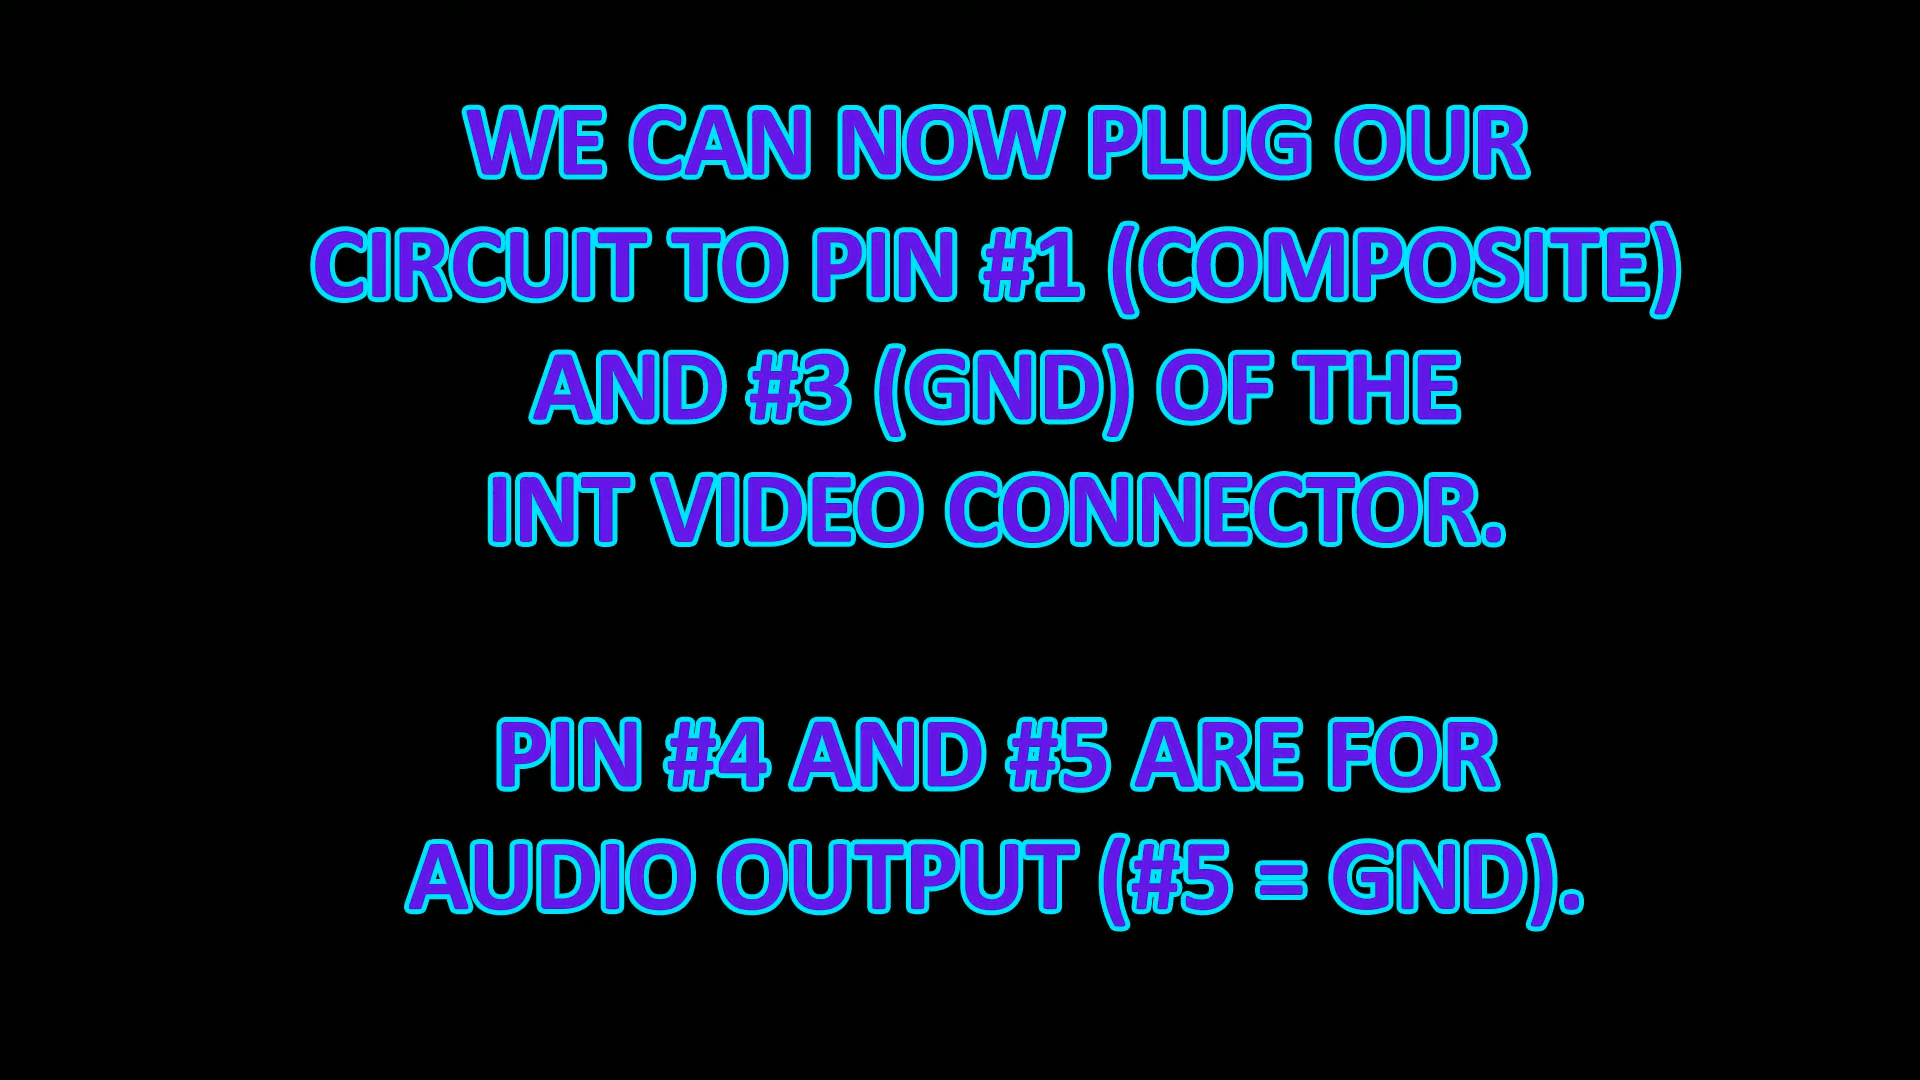 WE CAN NOW PLUG OUR
CIRCUIT TO PIN #1 (COMPOSITE)
AND #3 (GND) OF THE
INT VIDEO CONNECTOR.
PIN #4 AND #5 ARE FOR
AUDIO OUTPUT (#5 = GND).